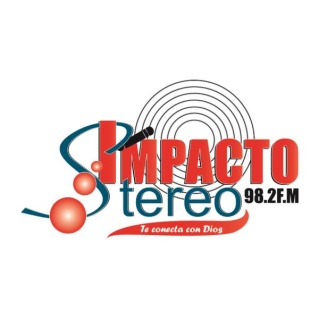 IMPACTO
Stereo 98.2F.M
Te conecta con Dios